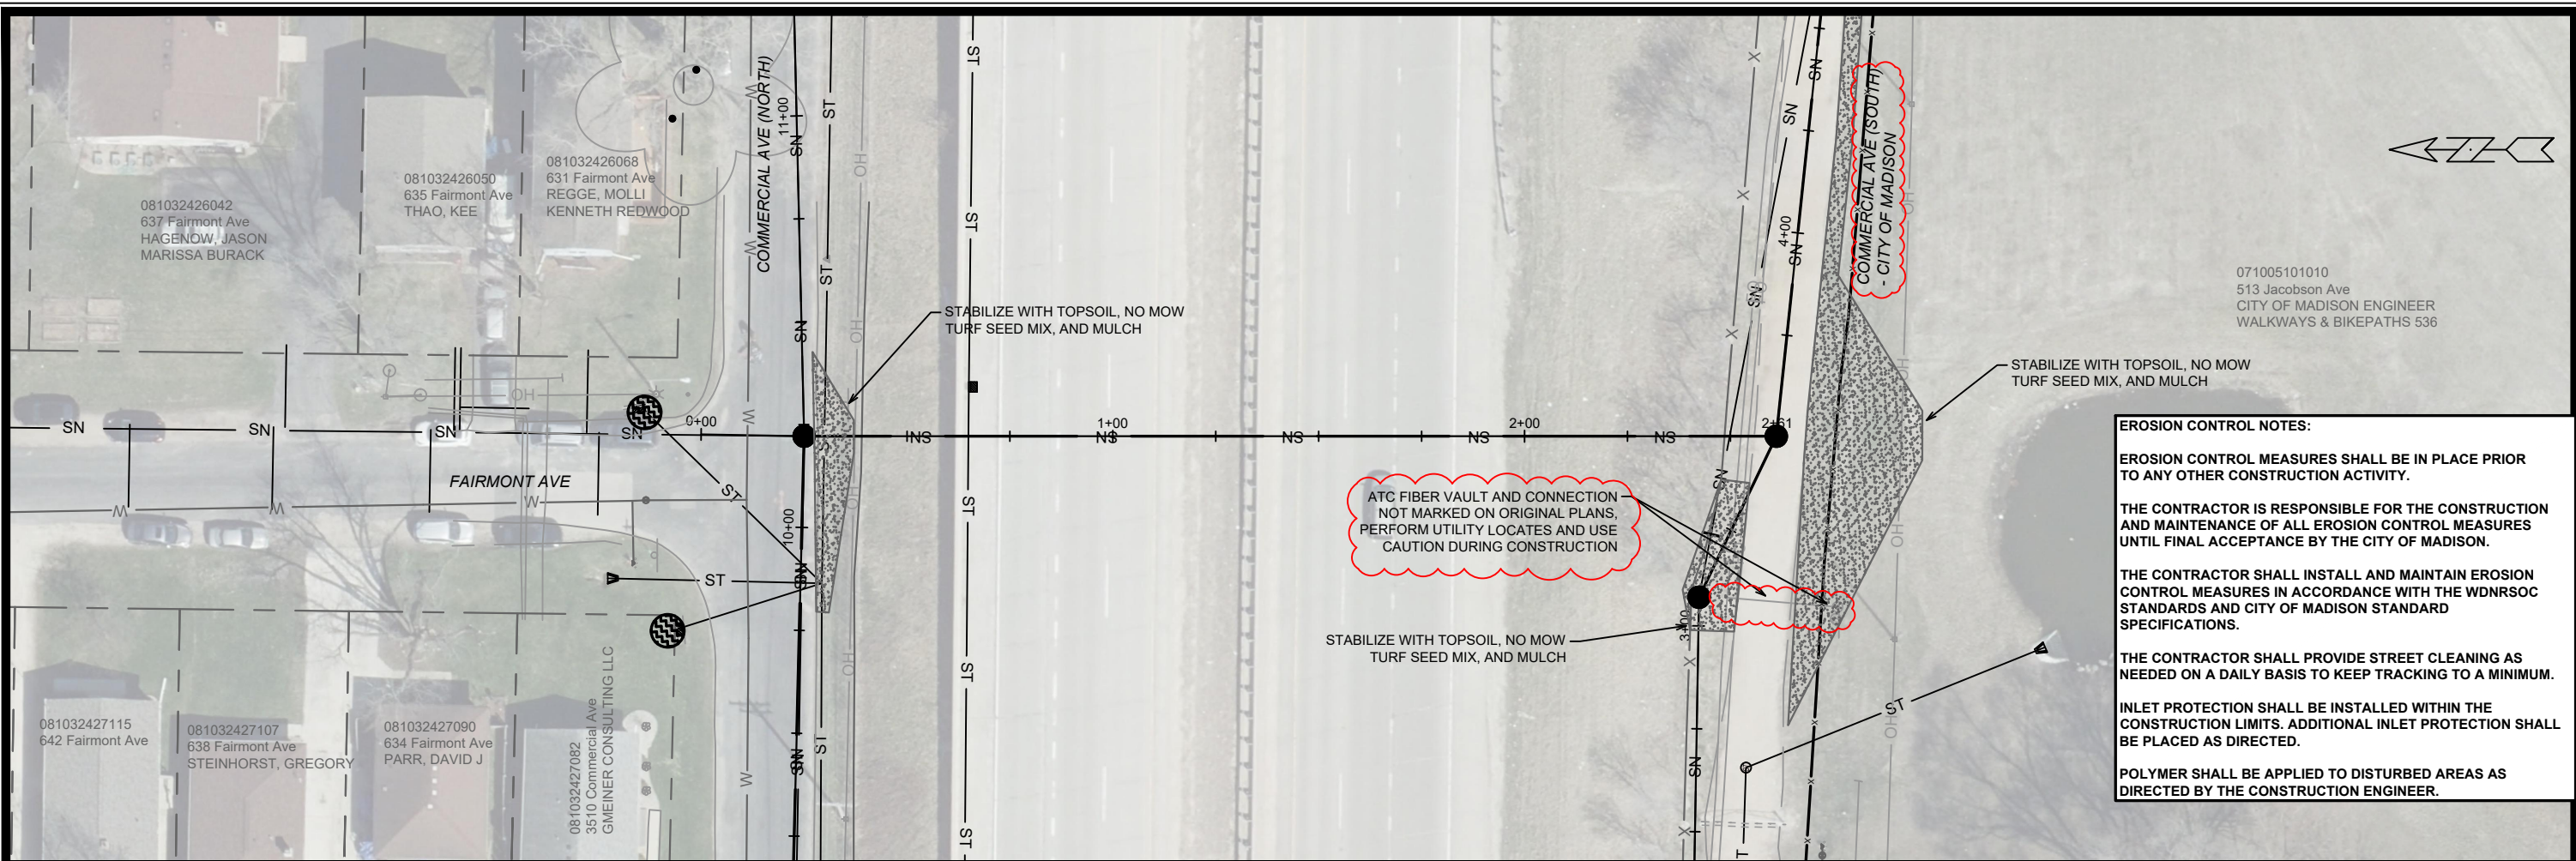 COMMERCIAL AVE (NORTH)
11+00
ST
SN
W
OH
081032426042
637 Fairmont Ave
HAGENOW, JASON
MARISSA BURACK
081032426050
635 Fairmont Ave
THAO, KEE
081032426068
631 Fairmont Ave
REGGE, MOLLI
KENNETH REDWOOD
STABILIZE WITH TOPSOIL, NO MOW
TURF SEED MIX, AND MULCH
COMMERCIAL AVE (SOUTH)
- CITY OF MADISON
4+00
SN
X
OH
071005101010
513 Jacobson Ave
CITY OF MADISON ENGINEER
WALKWAYS & BIKEPATHS 536
STABILIZE WITH TOPSOIL, NO MOW
TURF SEED MIX, AND MULCH
SN
SN
SN
SN
0+00
1+00
2+00
2+61
FAIRMONT AVE
W
W
W
ST
ST
10+00
ATC FIBER VAULT AND CONNECTION
NOT MARKED ON ORIGINAL PLANS,
PERFORM UTILITY LOCATES AND USE
CAUTION DURING CONSTRUCTION
STABILIZE WITH TOPSOIL, NO MOW
TURF SEED MIX, AND MULCH
3+00
ST
081032427115
642 Fairmont Ave
081032427107
638 Fairmont Ave
STEINHORST, GREGORY
081032427090
634 Fairmont Ave
PARR, DAVID J
081032427082
3510 Commercial Ave
GMEINER CONSULTING LLC
EROSION CONTROL NOTES:
EROSION CONTROL MEASURES SHALL BE IN PLACE PRIOR
TO ANY OTHER CONSTRUCTION ACTIVITY.
THE CONTRACTOR IS RESPONSIBLE FOR THE CONSTRUCTION
AND MAINTENANCE OF ALL EROSION CONTROL MEASURES
UNTIL FINAL ACCEPTANCE BY THE CITY OF MADISON.
THE CONTRACTOR SHALL INSTALL AND MAINTAIN EROSION
CONTROL MEASURES IN ACCORDANCE WITH THE WDNRSOC
STANDARDS AND CITY OF MADISON STANDARD
SPECIFICATIONS.
THE CONTRACTOR SHALL PROVIDE STREET CLEANING AS
NEEDED ON A DAILY BASIS TO KEEP TRACKING TO A MINIMUM.
INLET PROTECTION SHALL BE INSTALLED WITHIN THE
CONSTRUCTION LIMITS. ADDITIONAL INLET PROTECTION SHALL
BE PLACED AS DIRECTED.
POLYMER SHALL BE APPLIED TO DISTURBED AREAS AS
DIRECTED BY THE CONSTRUCTION ENGINEER.